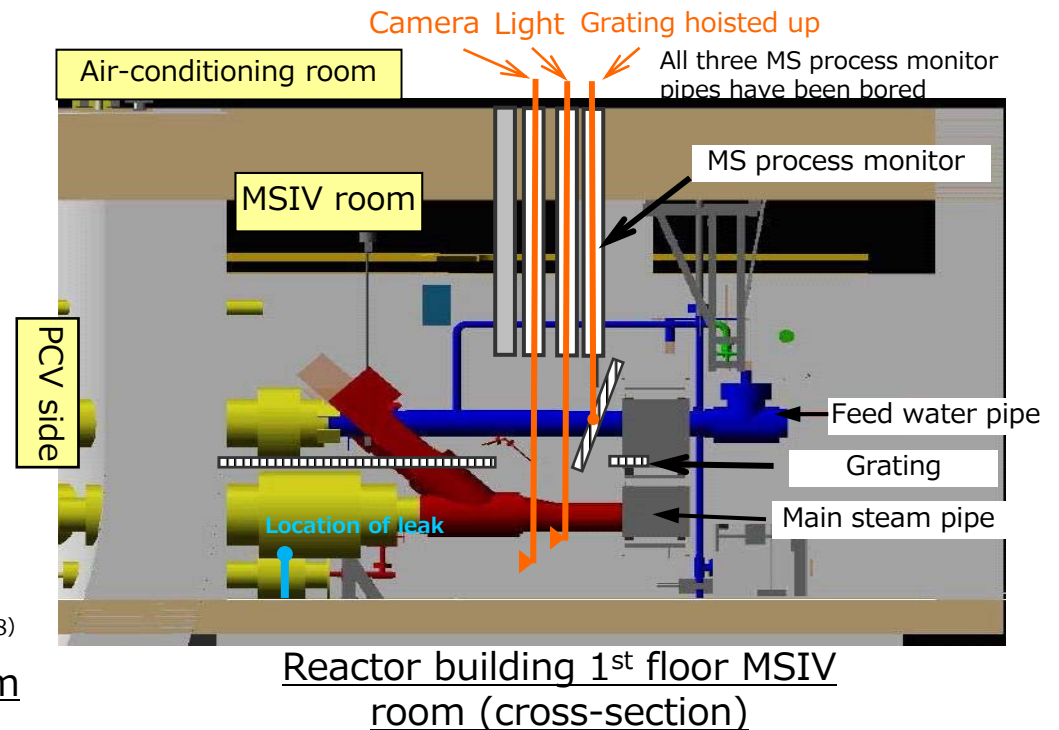 Camera Light Grating hoisted up
All three MS process monitor
pipes have been bored
Air-conditioning room
MS process monitor
MSIV room
PCV side
Feed water pipe
Grating
Main steam pipe
Location of leak
Reactor building 1st floor MSIV
room (cross-section)